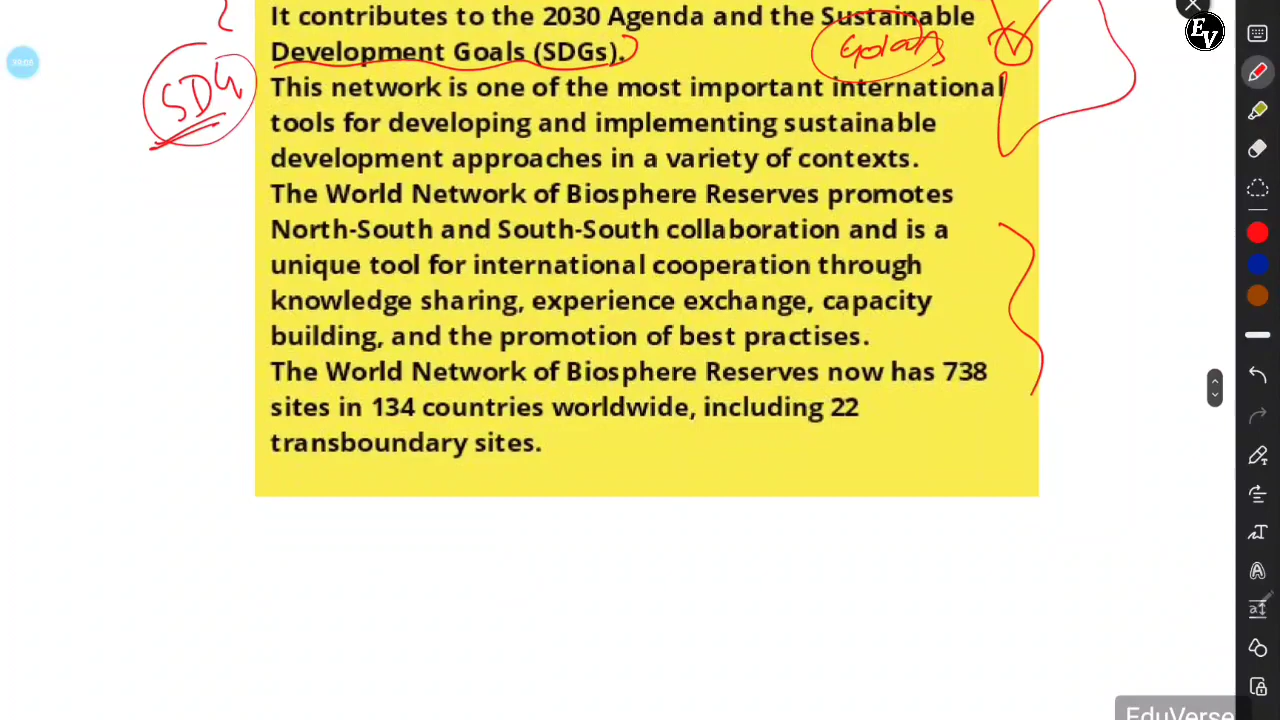 It contributes to the 2030 Agenda and the Sustainable
Development Goals (SDGs).
SDG
This network is one of the most important international
tools for developing and implementing sustainable
development approaches in a variety of contexts.
The World Network of Biosphere Reserves promotes
North-South and South-South collaboration and is a
unique tool for international cooperation through
knowledge sharing, experience exchange, capacity
building, and the promotion of best practises.
The World Network of Biosphere Reserves now has 738
sites in 134 countries worldwide, including 22
transboundary sites.
EV
EduVerse